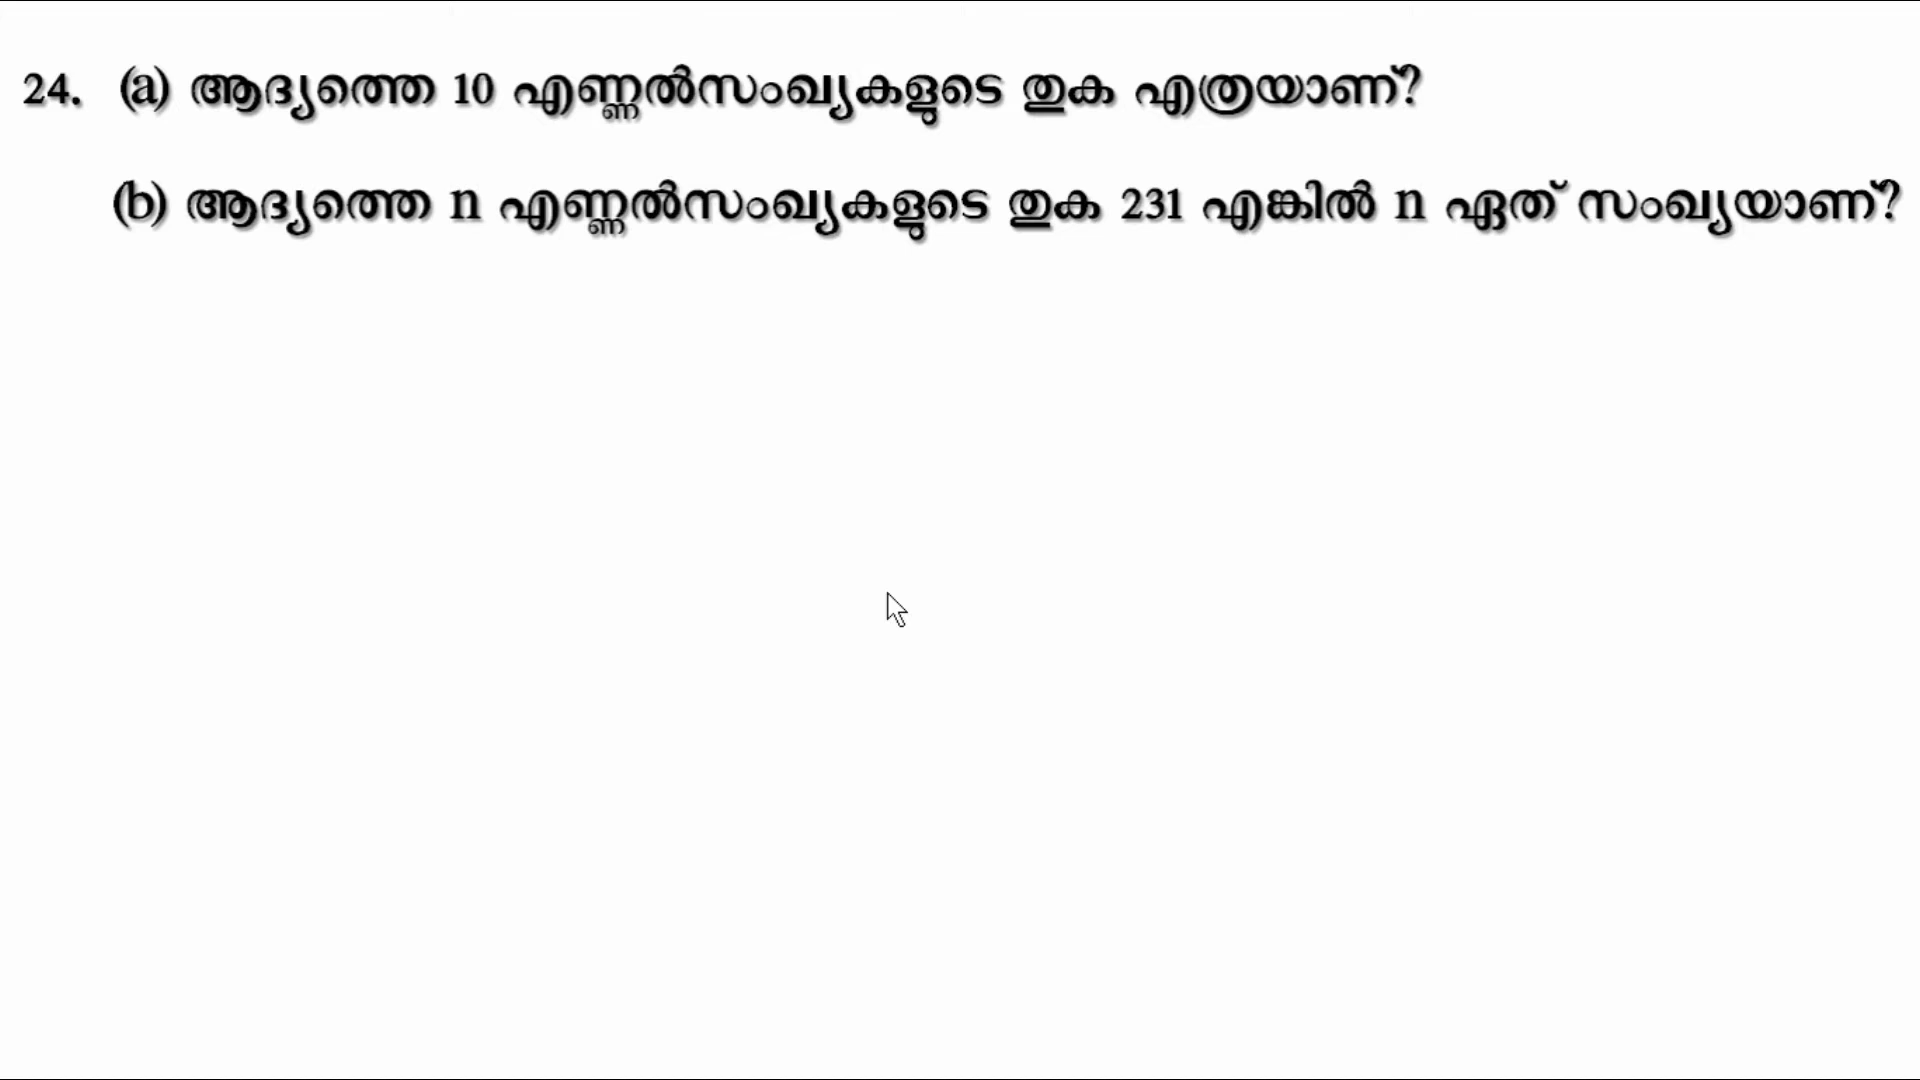 24. (a) ആദ്യത്തെ 10 എണ്ണൽസംഖ്യകളുടെ തുക എത്രയാണ്?
(b) ആദ്യത്തെ n എണ്ണൽസംഖ്യകളുടെ തുക 231 എങ്കിൽ n ഏത് സംഖ്യയാണ്?